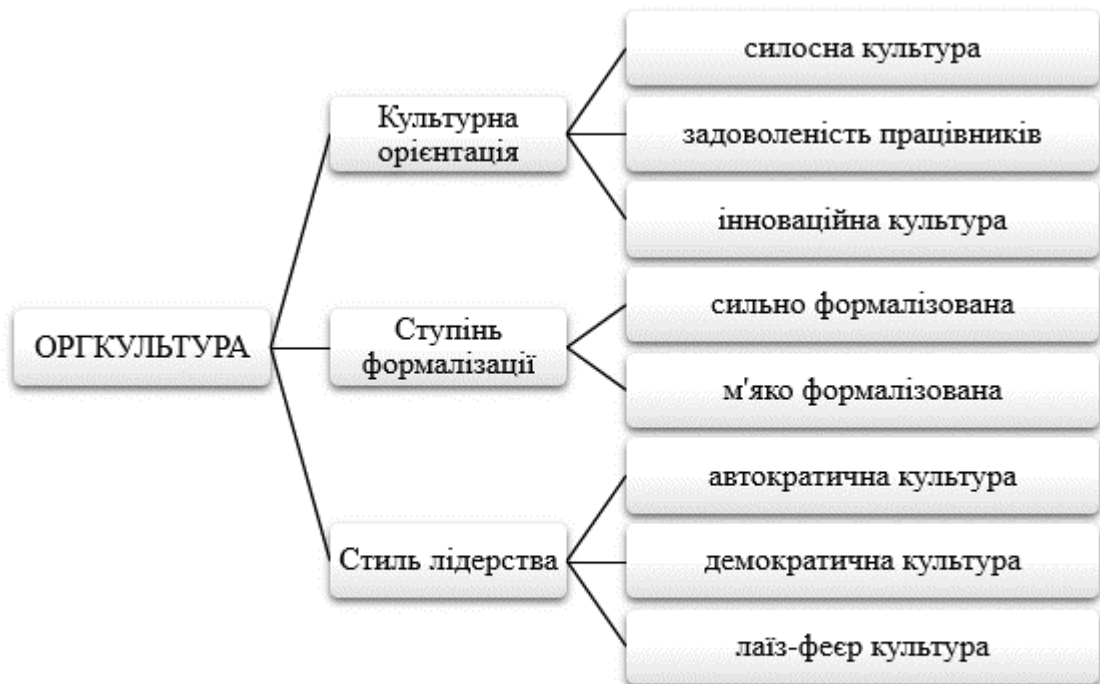 ОРГКУЛЬТУРА
Культурна
орієнтація
силосна культура
задоволеність працівників
інноваційна культура
Ступінь
формалізації
сильно формалізована
м'яко формалізована
Стиль лідерства
автократична культура
демократична культура
лаїз-феєр культура